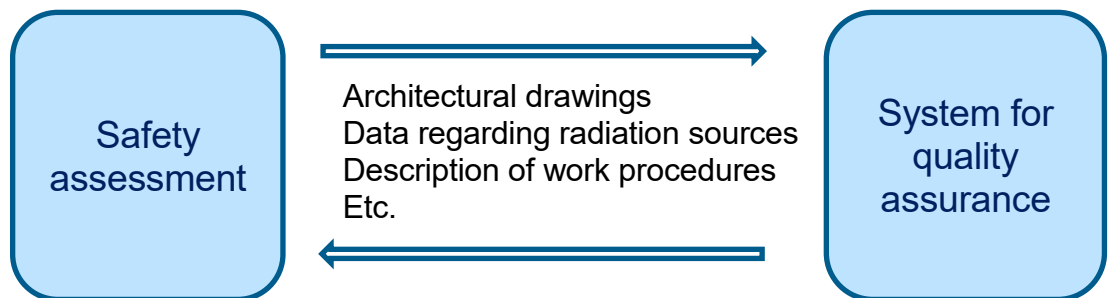 Safety
assessment
Architectural drawings
Data regarding radiation sources
Description of work procedures
Etc.
System for
quality
assurance